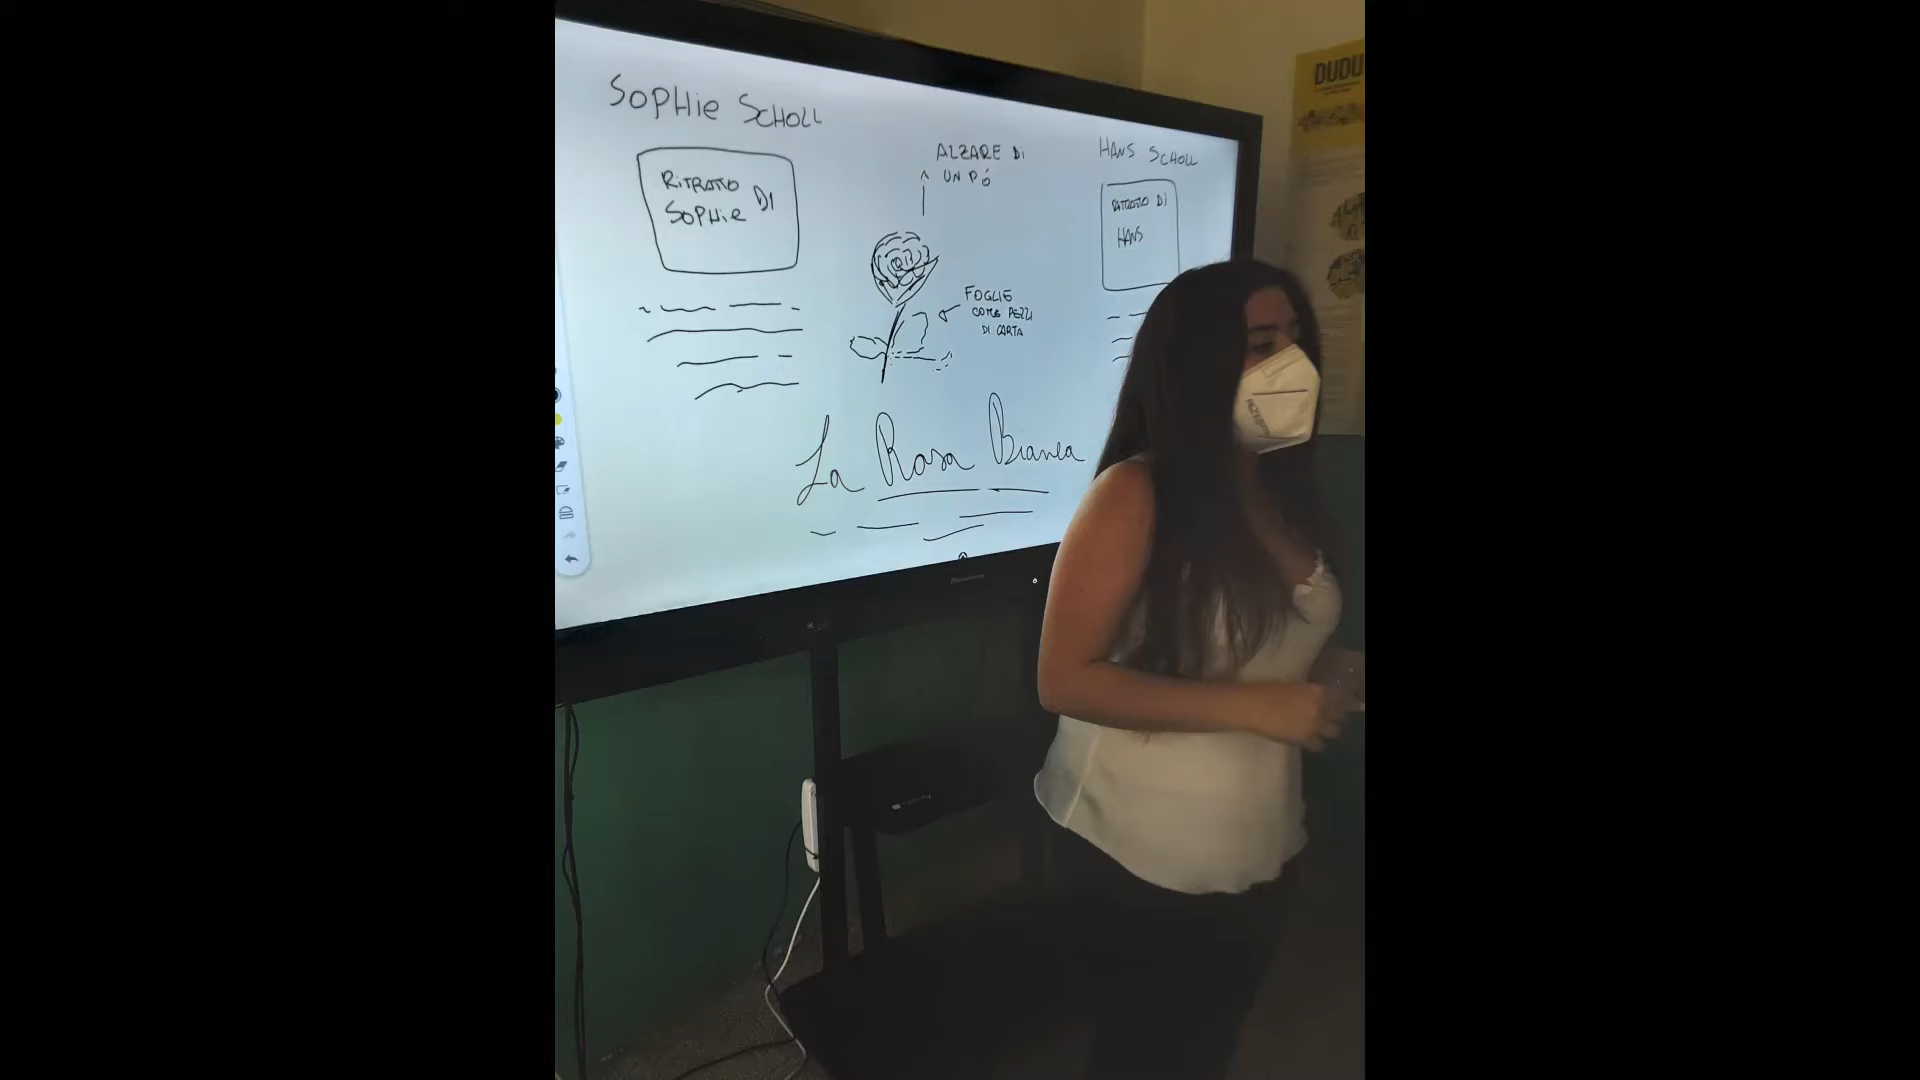 SOPHie SCHOLL
RiTRATTO DI
SOPHiE
ALZARE Di
UN PÓ
HANS SCHOLL
RITRATTO Di
HANS
QR
FOGLIE
COME PEZZI
DI CARTA
La Rosa Bianca
DUDU